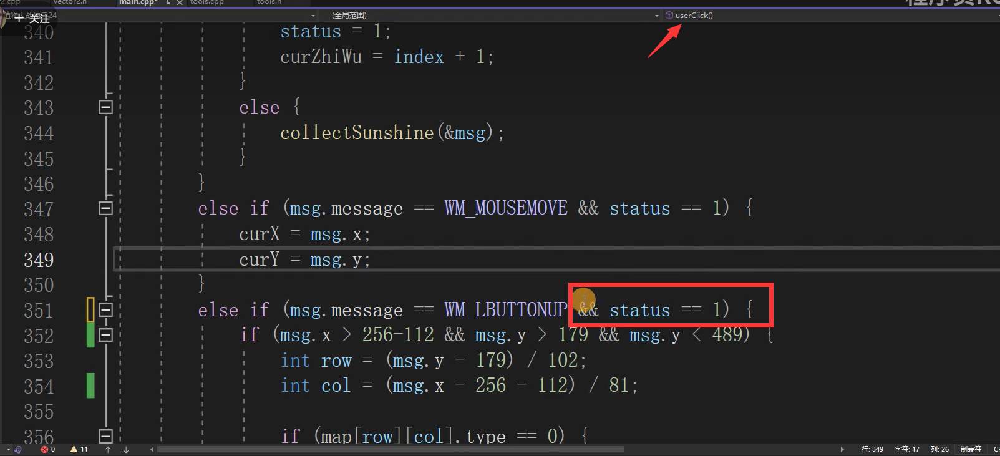 vector2.h main.cpp* tools.cpp tools.h
+ 关注
(全局范围) userClick()
340 status = 1;
341 curZhiWu = index + 1;
342 }
343 else {
344 collectSunshine(&msg);
345 }
346 }
347 else if (msg.message == WM_MOUSEMOVE && status == 1) {
348 curX = msg.x;
349 curY = msg.y;
350 }
351 else if (msg.message == WM_LBUTTONUP && status == 1) {
352 if (msg.x > 256-112 && msg.y > 179 && msg.y < 489) {
353 int row = (msg.y - 179) / 102;
354 int col = (msg.x - 256 - 112) / 81;
355
356 if (map[row][col].type == 0) {
0 11 行: 349 字符: 17 列: 26 制表符